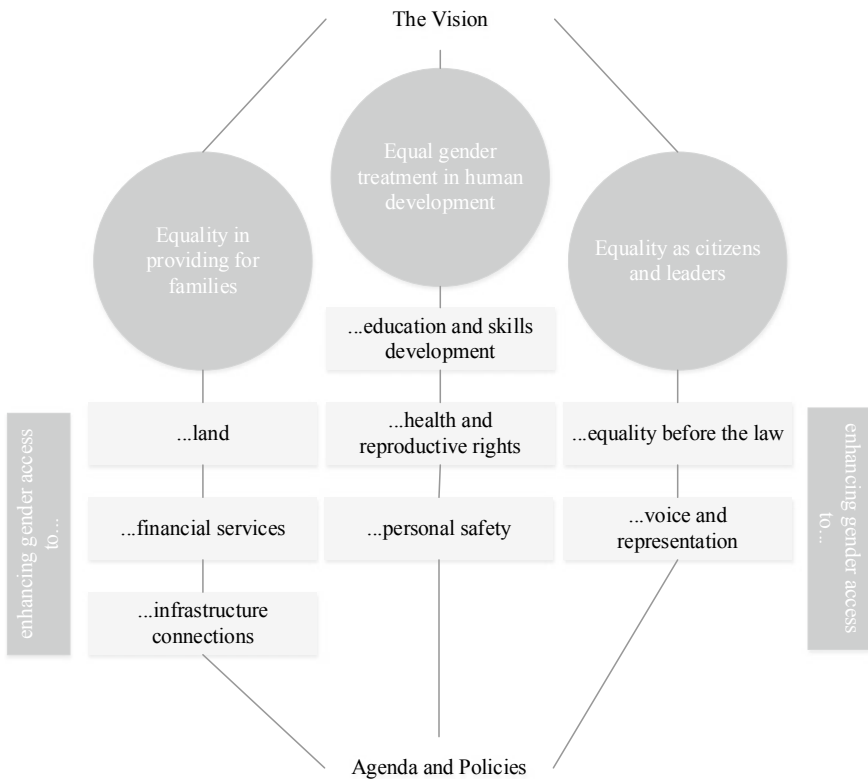 The Vision
Equal gender
treatment in human
development
Equality in
providing for
families
Equality as citizens
and leaders
...education and skills
development
...land
...health and
reproductive rights
...equality before the law
...financial services
...personal safety
...voice and
representation
...infrastructure
connections
enhancing gender access
to...
enhancing gender access
to...
Agenda and Policies